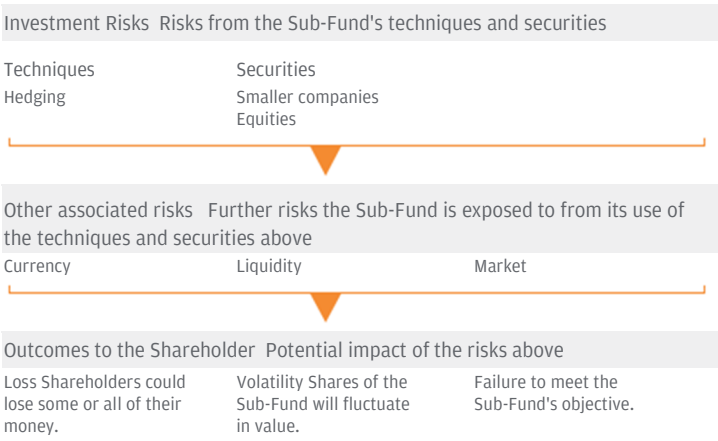 Investment Risks Risks from the Sub-Fund's techniques and securities
Techniques
Securities
Hedging
Smaller companies
Equities
Other associated risks Further risks the Sub-Fund is exposed to from its use of
the techniques and securities above
Currency
Liquidity
Market
Outcomes to the Shareholder Potential impact of the risks above
Loss Shareholders could
lose some or all of their
money.
Volatility Shares of the
Sub-Fund will fluctuate
in value.
Failure to meet the
Sub-Fund's objective.